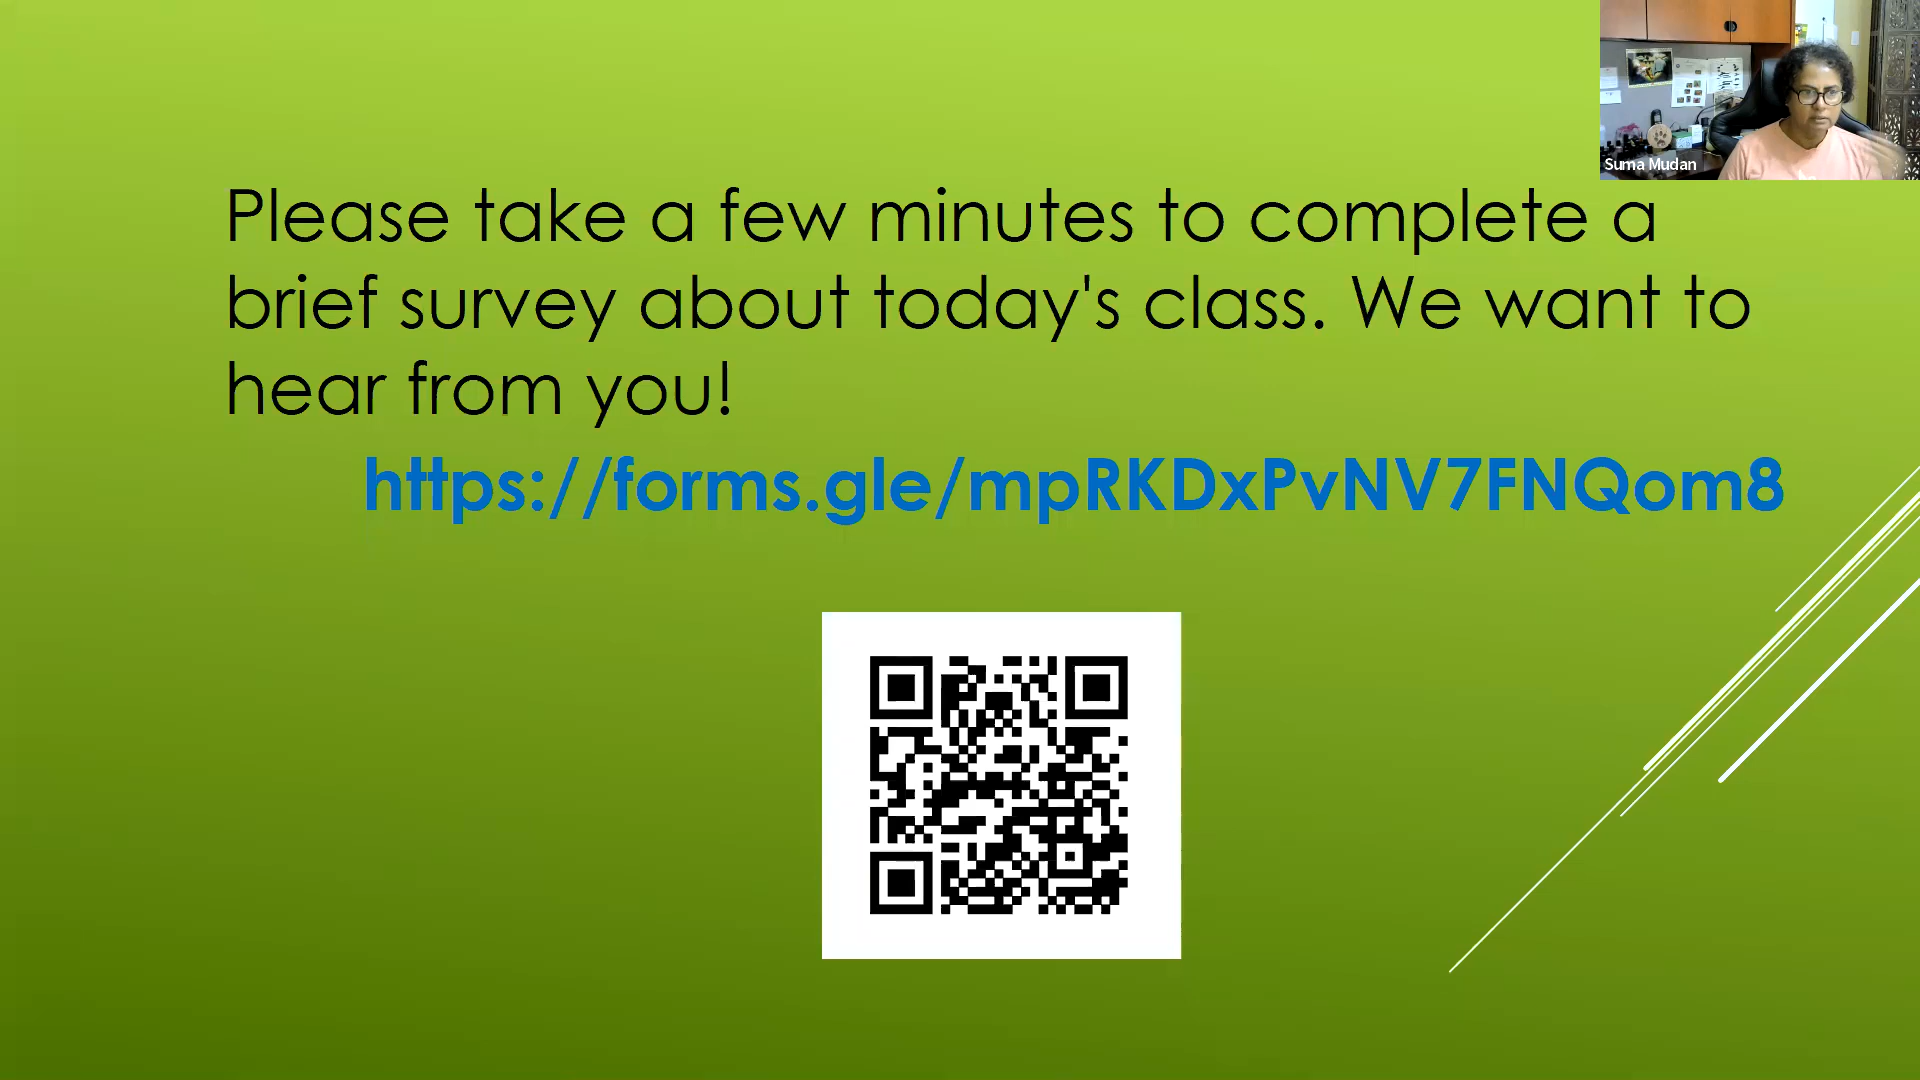 Please take a few minutes to complete a
brief survey about today's class. We want to
hear from you!
https://forms.gle/mpRKDxPvNV7FNQom8
Suma Mudan